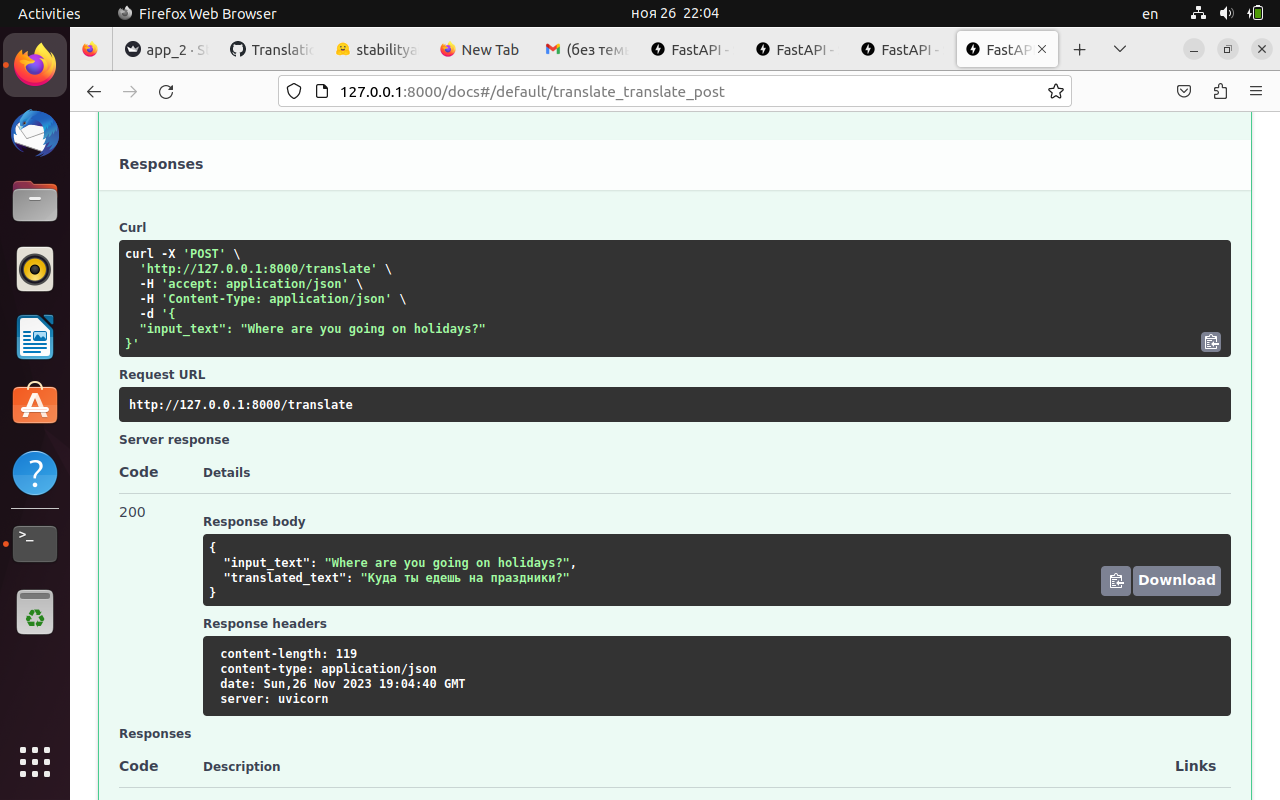 Activities
Firefox Web Browser
ноя 26 22:04
en
app_2 · S
Translatio
stabilitya
New Tab
(без тем
FastAPI -
FastAPI -
FastAPI -
FastAP
127.0.0.1:8000/docs#/default/translate_translate_post
Responses
Curl
curl -X 'POST' \
'http://127.0.0.1:8000/translate' \
-H 'accept: application/json' \
-H 'Content-Type: application/json' \
-d '{
"input_text": "Where are you going on holidays?"
}'
Request URL
http://127.0.0.1:8000/translate
Server response
Code Details
200
Response body
{
"input_text": "Where are you going on holidays?",
"translated_text": "Куда ты едешь на праздники?"
}
Download
Response headers
content-length: 119
content-type: application/json
date: Sun,26 Nov 2023 19:04:40 GMT
server: uvicorn
Responses
Code Description Links